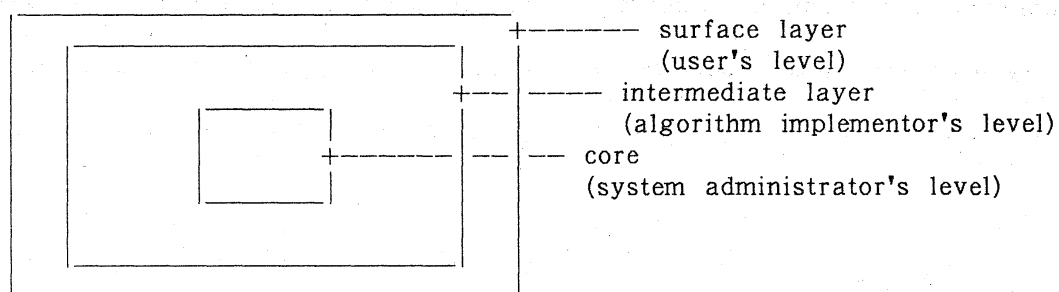 surface layer
(user's level)
intermediate layer
(algorithm implementor's level)
core
(system administrator's level)